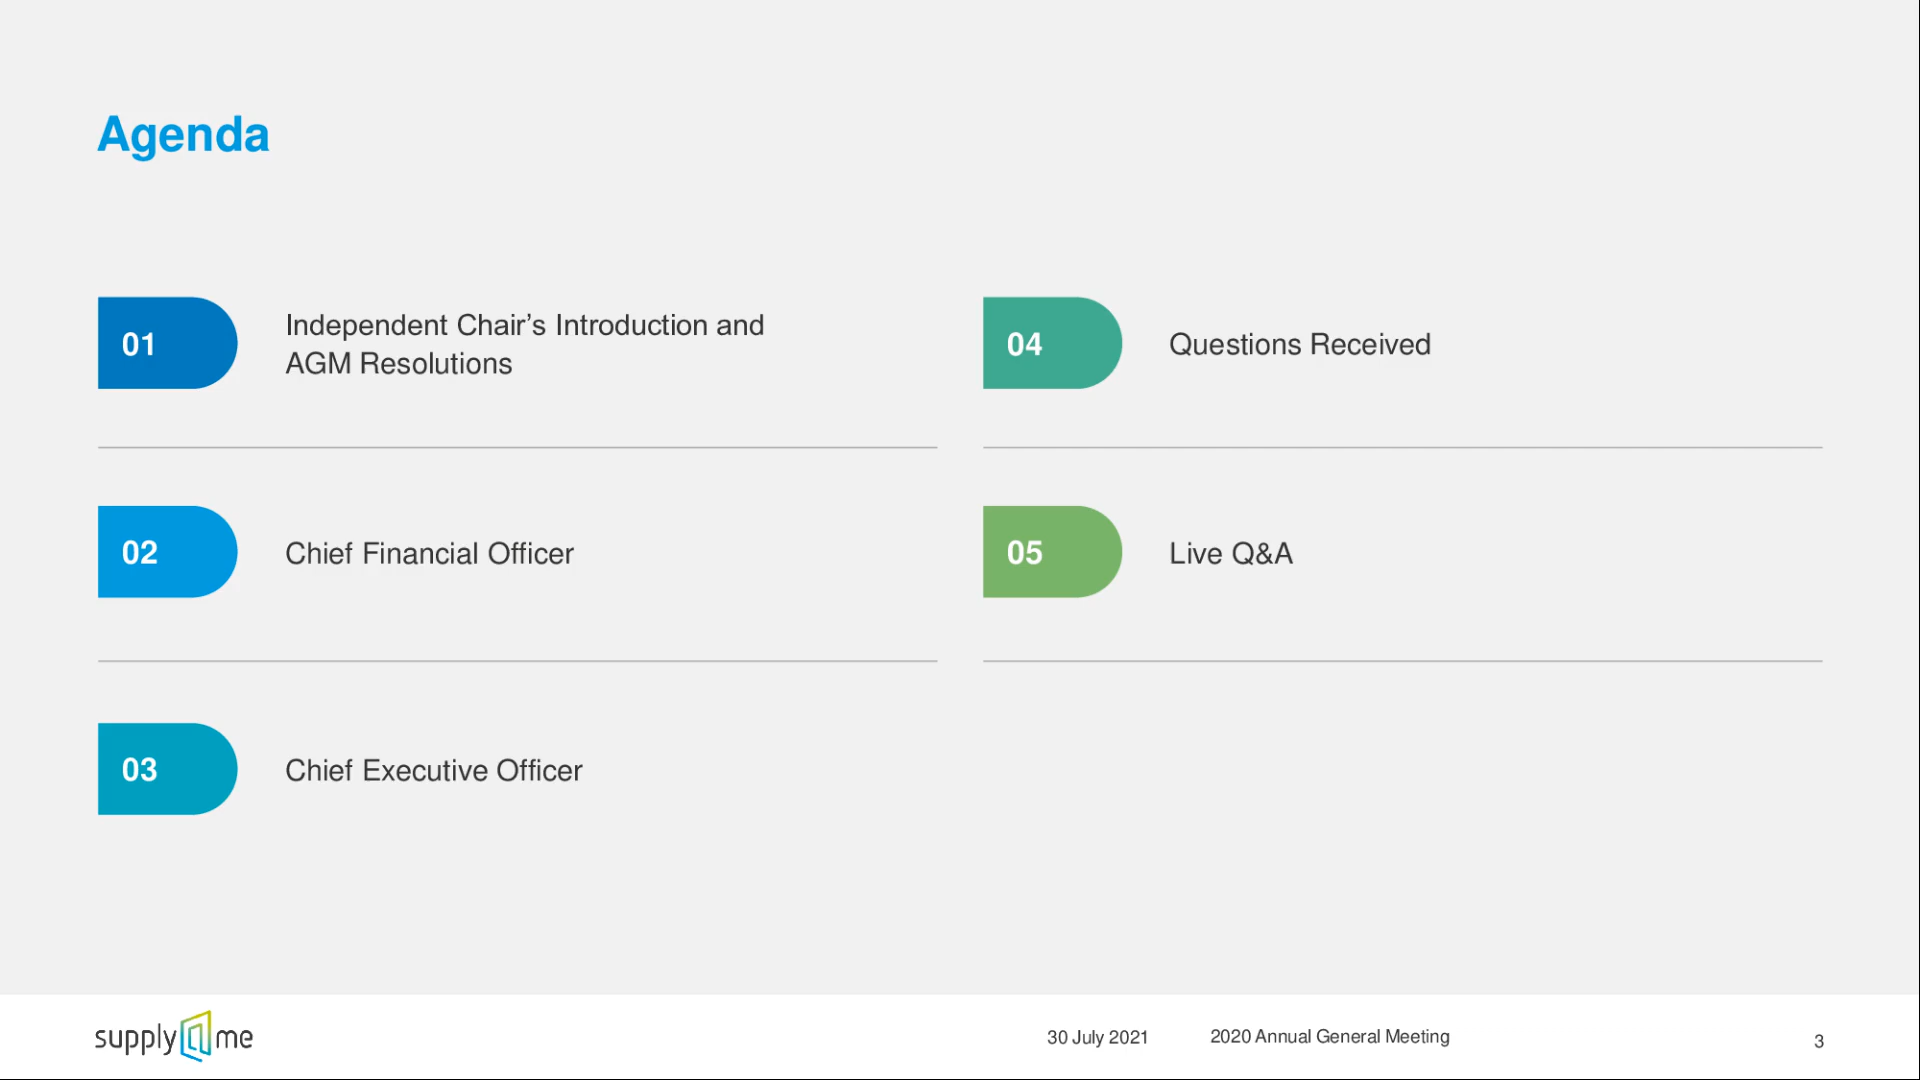 Agenda
01
Independent Chair’s Introduction and
AGM Resolutions
02
Chief Financial Officer
03
Chief Executive Officer
04
Questions Received
05
Live Q&A
supply@me
30 July 2021
2020 Annual General Meeting
3